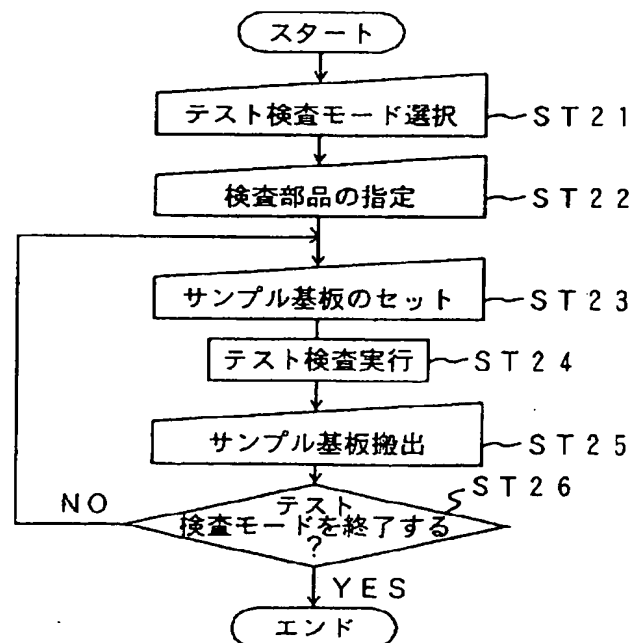 スタート
テスト検査モード選択 ST21
検査部品の指定 ST22
サンプル基板のセット ST23
テスト検査実行 ST24
サンプル基板搬出 ST25
ST26
NO
テスト
検査モードを終了する
?
YES
エンド